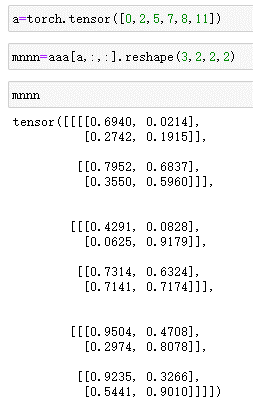 a=torch.tensor([0,2,5,7,8,11])
mnnn=aaa[a,:,:].reshape(3,2,2,2)
mnnn
tensor([[[[0.6940, 0.0214],
[0.2742, 0.1915]],
[[0.7952, 0.6837],
[0.3550, 0.5960]]],
[[[0.4291, 0.0828],
[0.0625, 0.9179]],
[[0.7314, 0.6324],
[0.7141, 0.7174]]],
[[[0.9504, 0.4708],
[0.2974, 0.8078]],
[[0.9235, 0.3266],
[0.5441, 0.9010]]]])